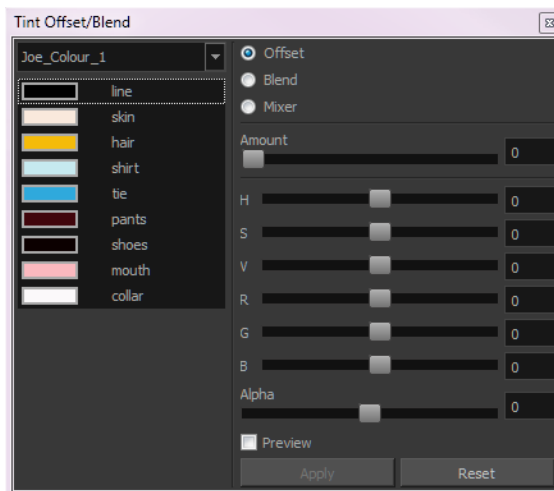 Tint Offset/Blend
Joe_Colour_1
line
skin
hair
shirt
tie
pants
shoes
mouth
collar
Offset
Blend
Mixer
Amount
0
H 0
S 0
V 0
R 0
G 0
B 0
Alpha
0
Preview
Apply Reset